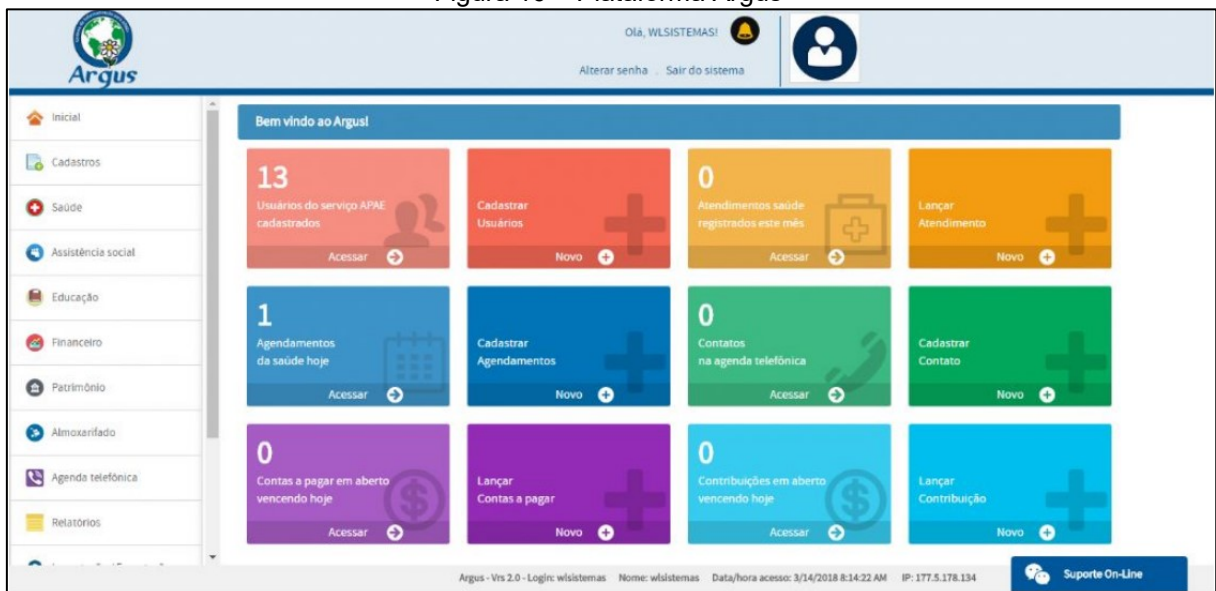 Argus
Olá, WLSISTEMAS!
Alterar senha . Sair do sistema
Inicial
Cadastros
Saúde
Assistência social
Educação
Financeiro
Patrimônio
Almoxarifado
Agenda telefônica
Relatórios
Bem vindo ao Argus!
13
Usuários do serviço APAE
cadastrados
Acessar
Cadastrar
Usuários
Novo
0
Atendimentos saúde
registrados este mês
Acessar
Lançar
Atendimento
Novo
1
Agendamentos
da saúde hoje
Acessar
Cadastrar
Agendamentos
Novo
0
Contatos
na agenda telefônica
Acessar
Cadastrar
Contato
Novo
0
Contas a pagar em aberto
vencendo hoje
Acessar
Lançar
Contas a pagar
Novo
0
Contribuições em aberto
vencendo hoje
Acessar
Lançar
Contribuição
Novo
Argus - Vrs 2.0 - Login: wlsistemas Nome: wlsistemas Data/hora acesso: 3/14/2018 8:14:22 AM IP: 177.5.178.134
Suporte On-Line